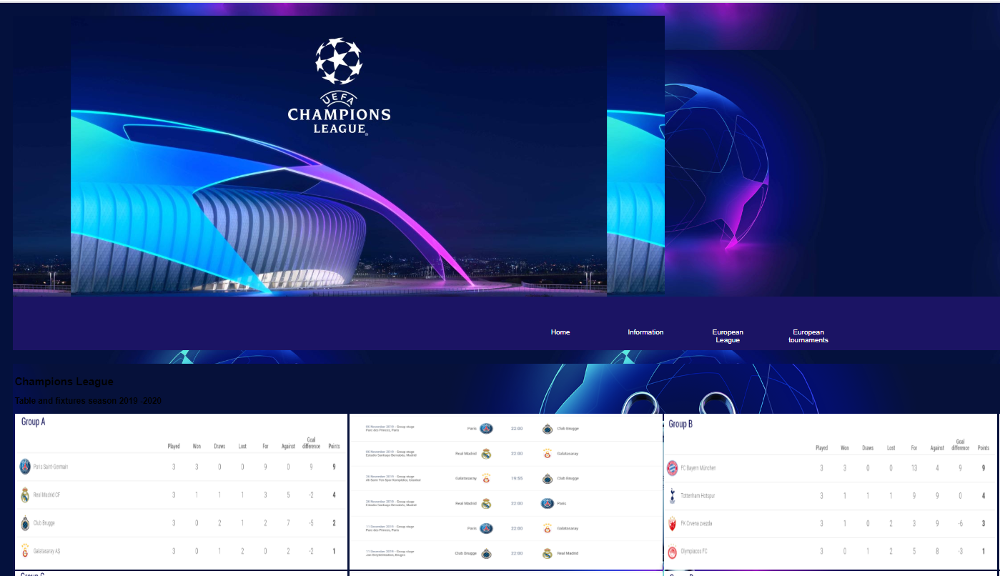 UEFA
CHAMPIONS
LEAGUE
Home
Information
European
League
European
tournaments
Champions League
Table and fixtures season 2019 -2020
Group A
Played Won Draws Lost For Against Goal difference Points
Paris Saint-Germain 3 3 0 0 9 0 9 9
Real Madrid CF 3 1 1 1 3 5 -2 4
Club Brugge 3 0 2 1 2 7 -5 2
Galatasaray AŞ 3 0 1 2 0 2 -2 1
06 November 2019 - Group stage
Parc des Princes, Paris
Paris 22:00 Club Brugge
06 November 2019 - Group stage
Estadio Santiago Bernabéu, Madrid
Real Madrid 22:00 Galatasaray
26 November 2019 - Group stage
Ali Sami Yen Spor Kompleksi, Istanbul
Galatasaray 19:55 Club Brugge
26 November 2019 - Group stage
Estadio Santiago Bernabéu, Madrid
Real Madrid 22:00 Paris
11 December 2019 - Group stage
Parc des Princes, Paris
Paris 22:00 Galatasaray
11 December 2019 - Group stage
Jan Breydelstadion, Bruges
Club Brugge 22:00 Real Madrid
Group B
Played Won Draws Lost For Against Goal difference Points
FC Bayern München 3 3 0 0 13 4 9 9
Tottenham Hotspur 3 1 1 1 9 9 0 4
FK Crvena zvezda 3 1 0 2 3 9 -6 3
Olympiacos FC 3 0 1 2 5 8 -3 1